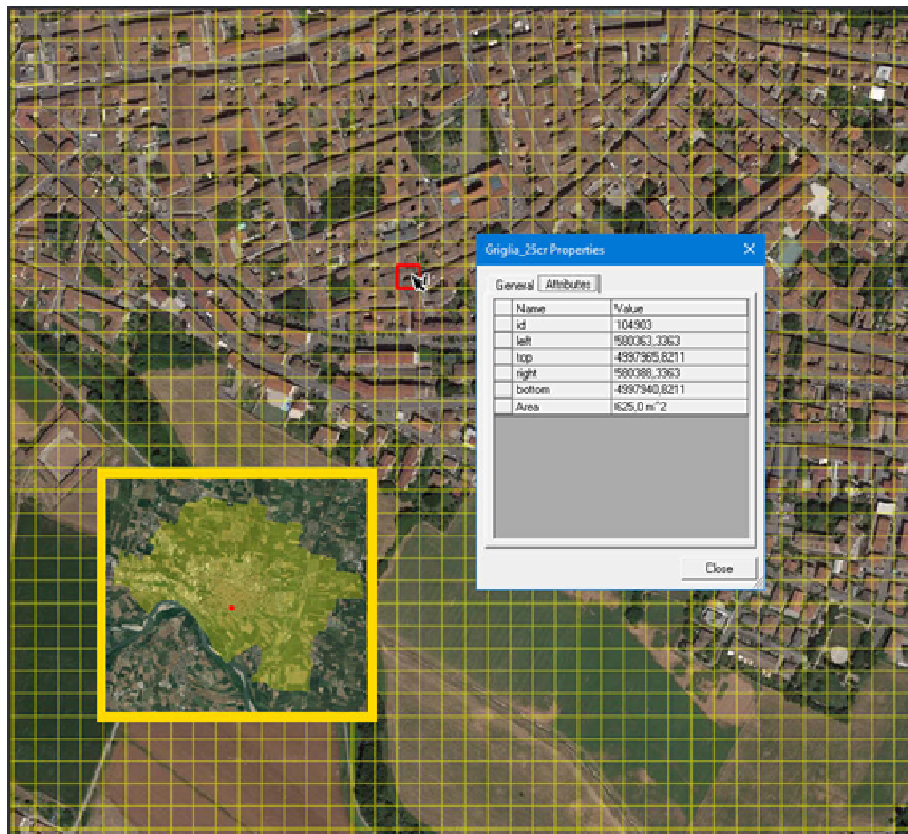 Griglia_25cr Properties
General Attributes
Name Value
id 104903
left 580363,3363
top 4997965,8211
right 580388,3363
bottom 4997940,8211
Area 625,0 m^2
Close